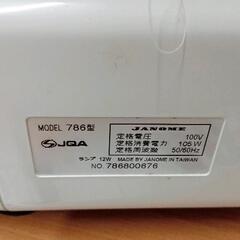 MODEL 786型
JQA
JANOME
定格電圧 100V
定格消費電力 105W
定格周波数 50/60Hz
ランプ 12W MADE BY JANOME IN TAIWAN
NO. 786800676